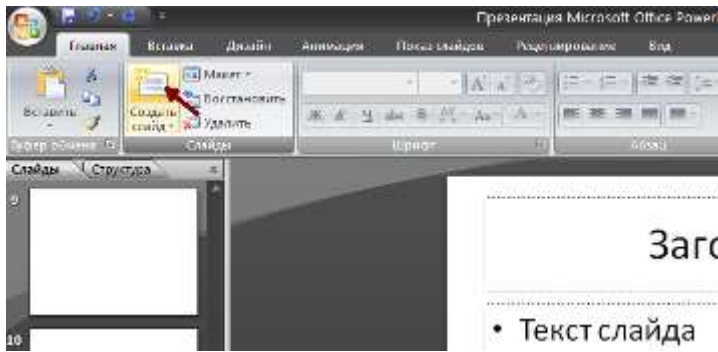 Презентация Microsoft Office Power
Главная Вставка Дизайн Анимация Показ слайдов Рецензирование Вид
Вставить
Создать слайд
Макет
Восстановить
Удалить
Буфер обмена Слайды Шрифт Абзац
Слайды Структура
9
10
Заго
• Текст слайда